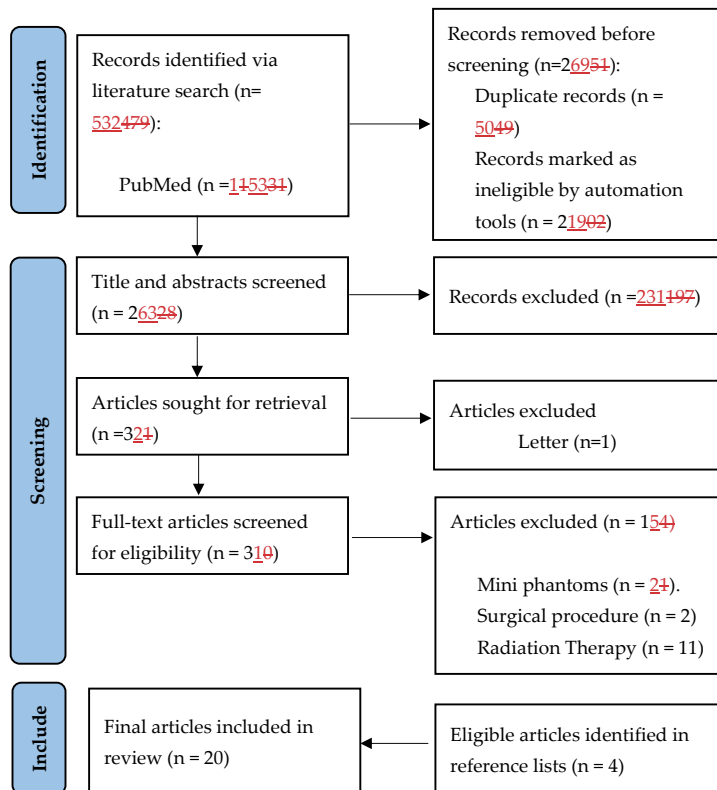 Identification
Records identified via
literature search (n=
532479):
PubMed (n =115331)
Records removed before
screening (n=26951):
Duplicate records (n =
5049)
Records marked as
ineligible by automation
tools (n = 21902)
Screening
Title and abstracts screened
(n = 26328)
Records excluded (n =231197)
Articles sought for retrieval
(n =321)
Articles excluded
Letter (n=1)
Full-text articles screened
for eligibility (n = 310)
Articles excluded (n = 154)
Mini phantoms (n = 21).
Surgical procedure (n = 2)
Radiation Therapy (n = 11)
Include
Final articles included in
review (n = 20)
Eligible articles identified in
reference lists (n = 4)